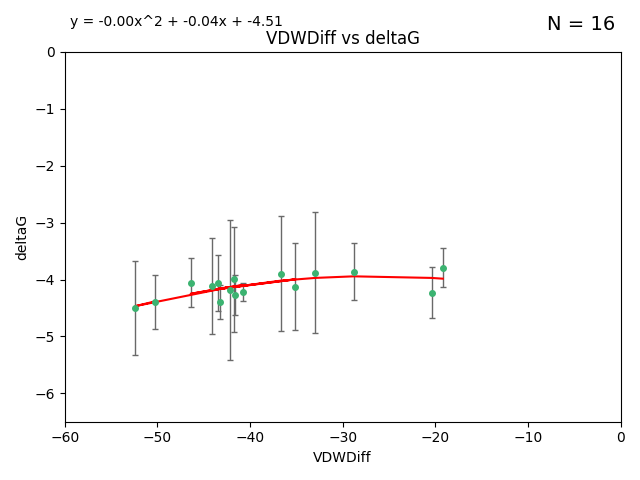 y = -0.00x^2 + -0.04x + -4.51
N = 16
VDWDiff vs deltaG
0
−1
−2
−3
−4
−5
−6
deltaG
−60 −50 −40 −30 −20 −10 0
VDWDiff